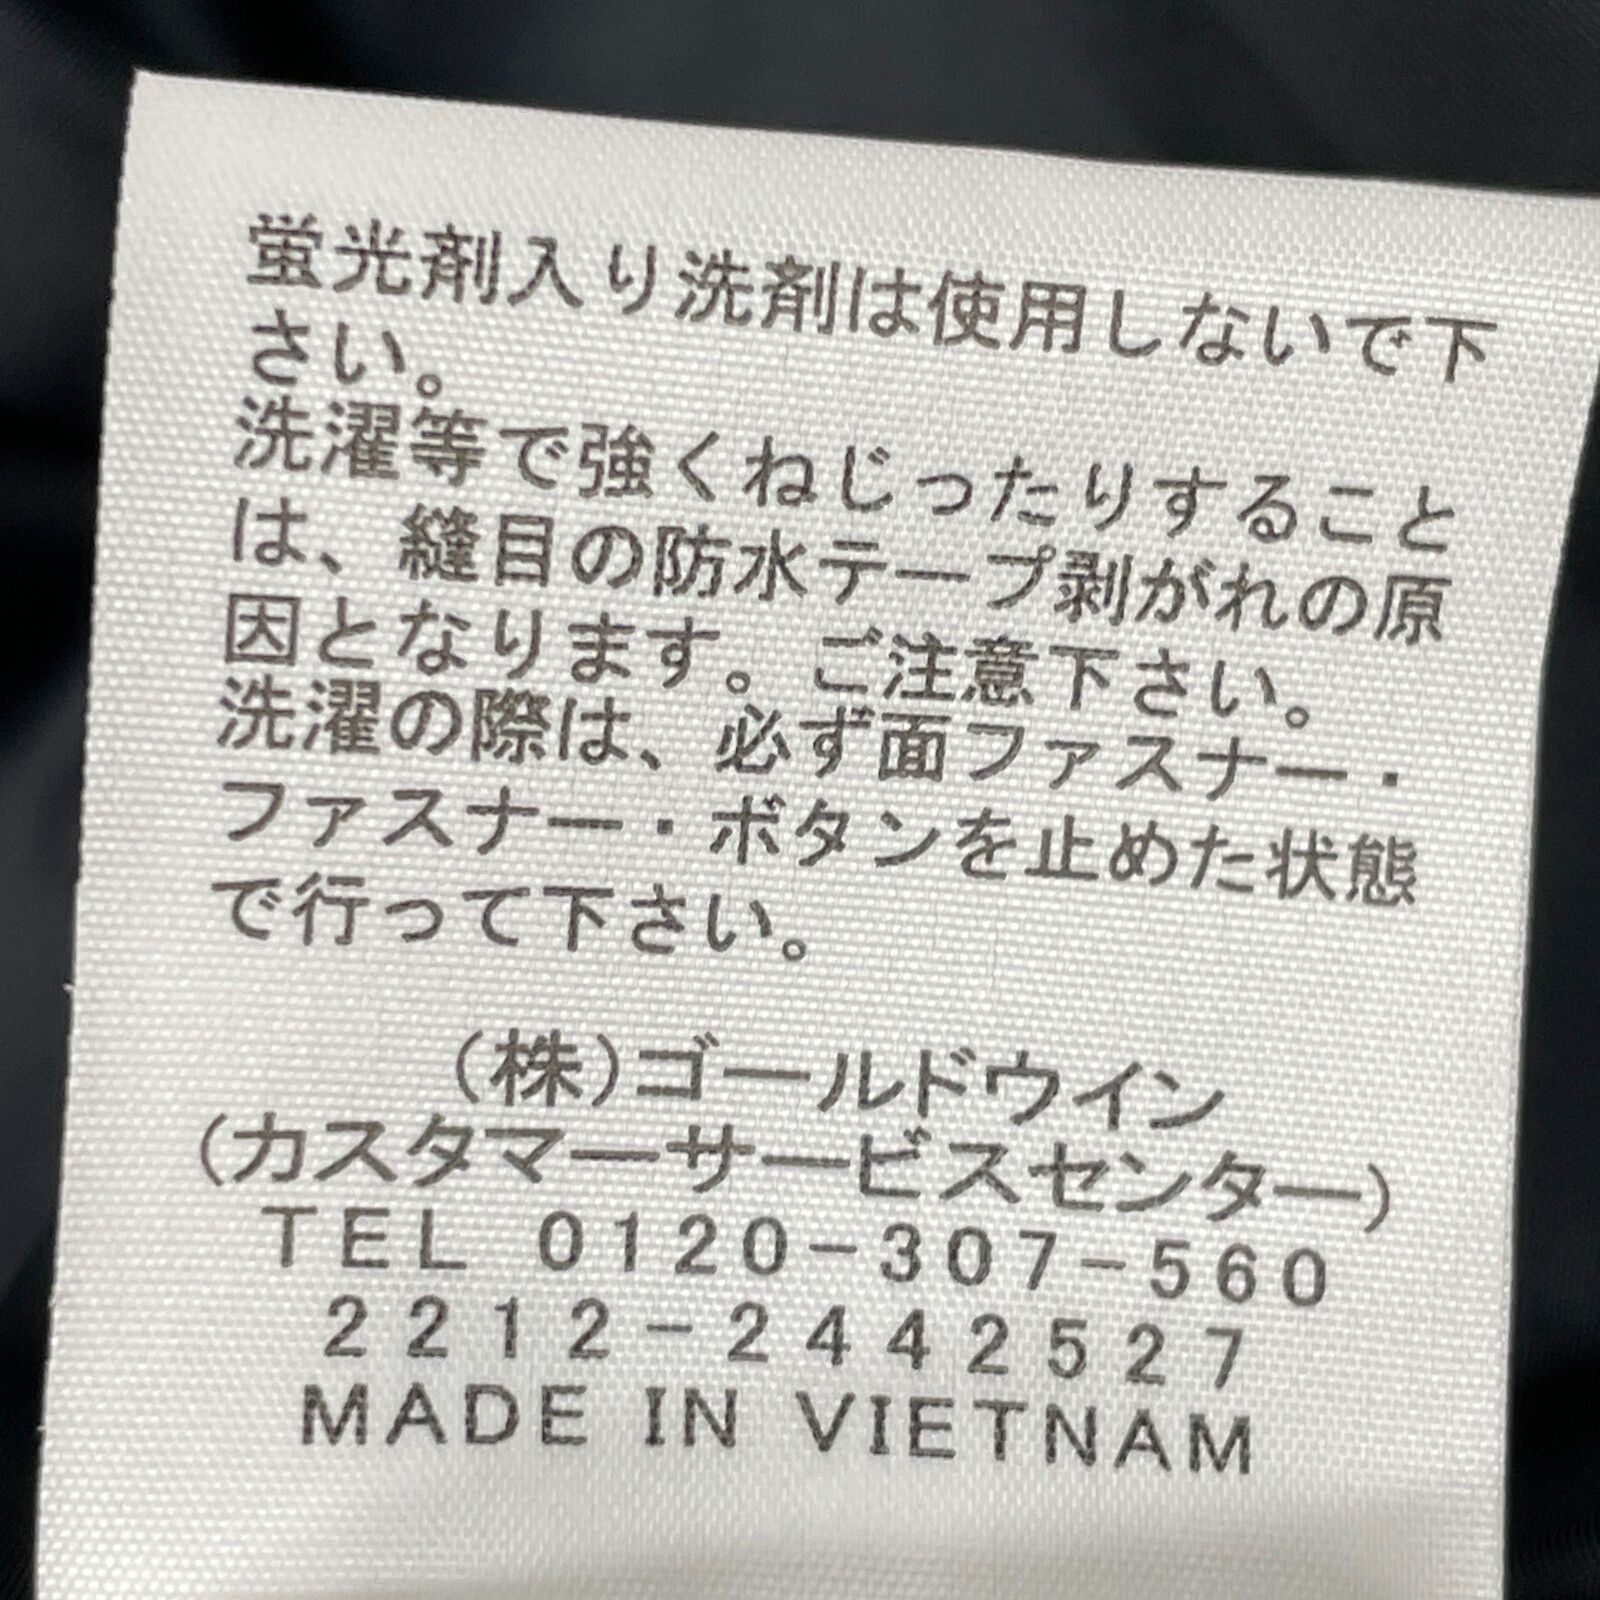 蛍光剤入り洗剤は使用しないで下
さい。
洗濯等で強くねじったりすること
は、縫目の防水テープ剥がれの原
因となります。ご注意下さい。
洗濯の際は、必ず面ファスナー・
ファスナー・ボタンを止めた状態
で行って下さい。
(株)ゴールドウイン
(カスタマーサービスセンター)
TEL 0120-307-560
2212-2442527
MADE IN VIETNAM